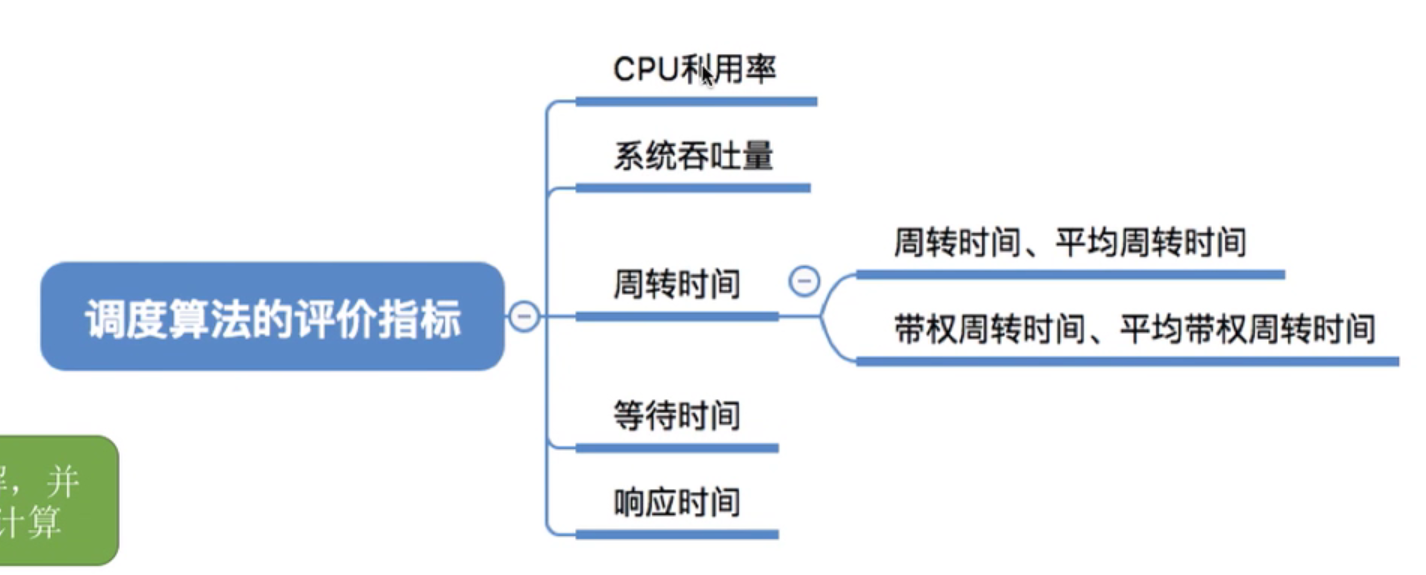 CPU利用率
系统吞吐量
周转时间、平均周转时间
周转时间
调度算法的评价指标
带权周转时间、平均带权周转时间
等待时间
，并
计算
响应时间